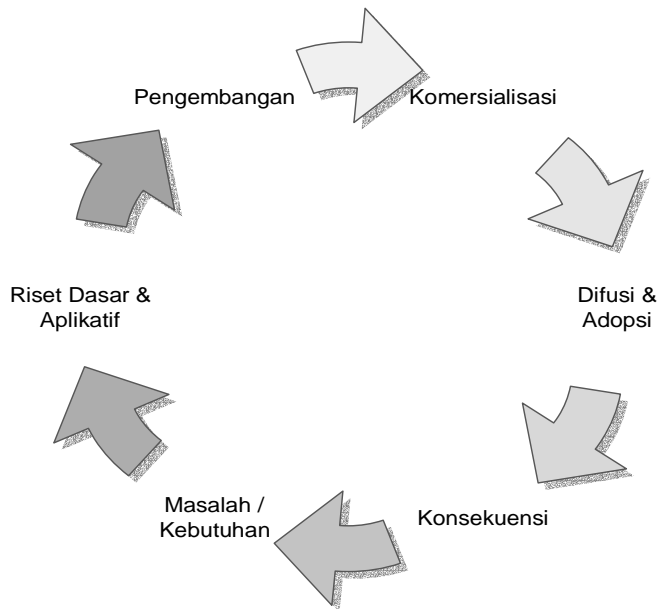 Pengembangan
Komersialisasi
Riset Dasar &
Aplikatif
Difusi &
Adopsi
Masalah /
Kebutuhan
Konsekuensi